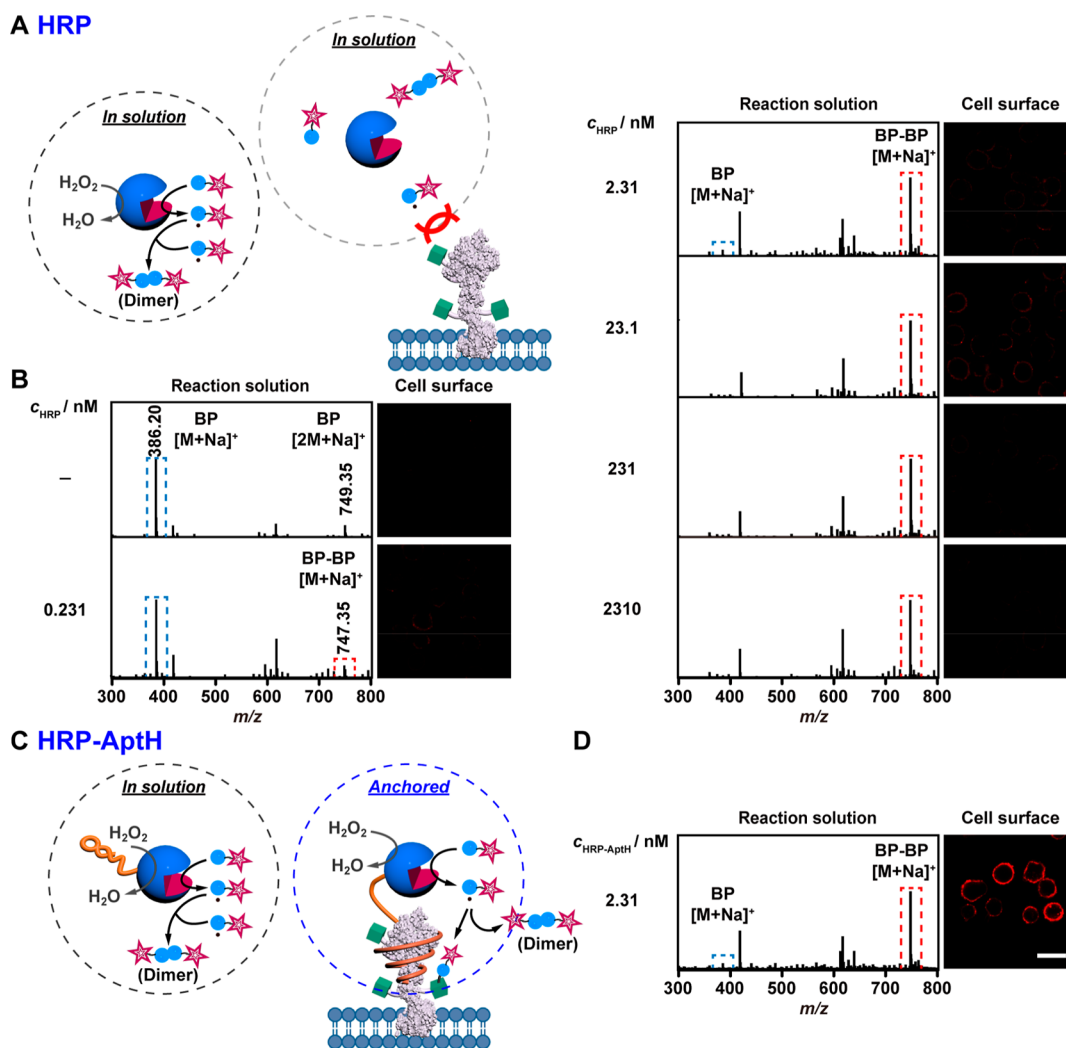 A HRP
In solution
H₂O₂
H₂O
(Dimer)
In solution
B
Reaction solution
Cell surface
cHRP / nM
–
386.20
BP
[M+Na]⁺
BP
[2M+Na]⁺
749.35
0.231
BP-BP
[M+Na]⁺
747.35
300 400 500 600 700 800
m/z
Reaction solution
Cell surface
cHRP / nM
2.31
BP
[M+Na]⁺
BP-BP
[M+Na]⁺
23.1
231
2310
300 400 500 600 700 800
m/z
C HRP-AptH
In solution
H₂O₂
H₂O
(Dimer)
Anchored
H₂O₂
H₂O
(Dimer)
D
Reaction solution
Cell surface
cHRP-AptH / nM
2.31
BP
[M+Na]⁺
BP-BP
[M+Na]⁺
300 400 500 600 700 800
m/z